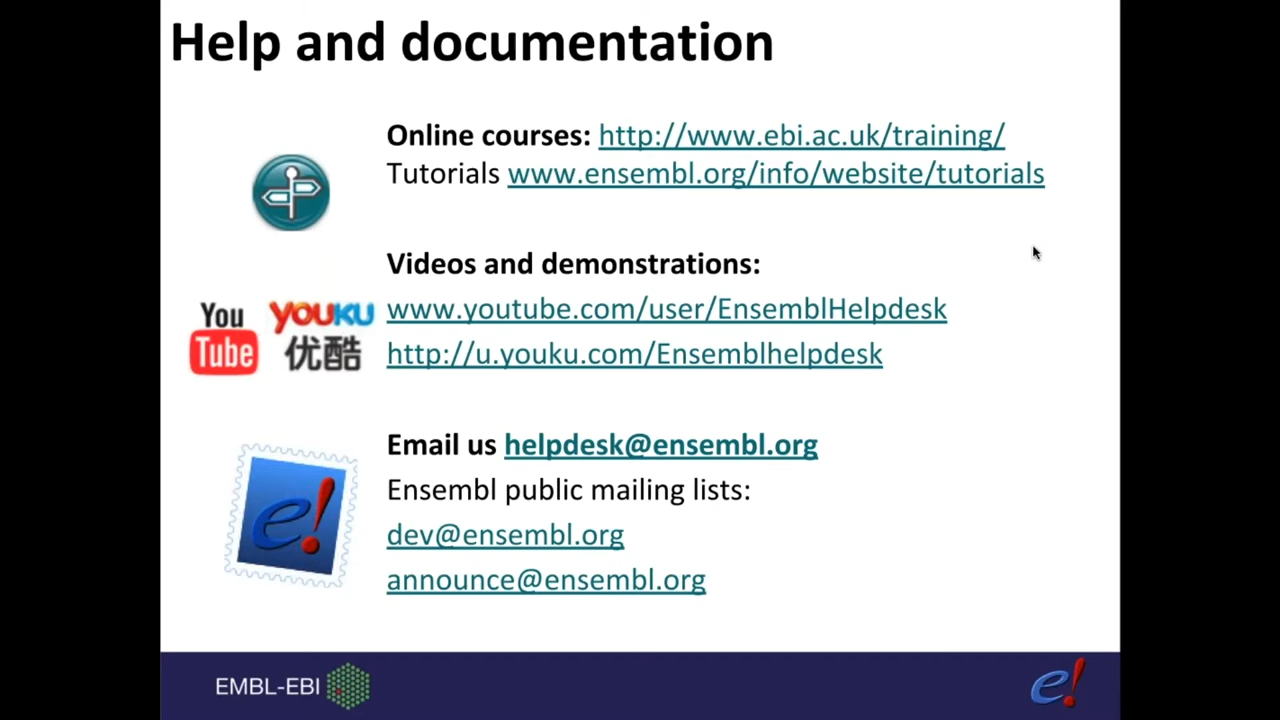 Help and documentation
Online courses: http://www.ebi.ac.uk/training/
Tutorials www.ensembl.org/info/website/tutorials
Videos and demonstrations:
You
Tube
YOUKU
优酷
www.youtube.com/user/EnsemblHelpdesk
http://u.youku.com/Ensemblhelpdesk
Email us helpdesk@ensembl.org
Ensembl public mailing lists:
dev@ensembl.org
announce@ensembl.org
e!
EMBL-EBI
e!